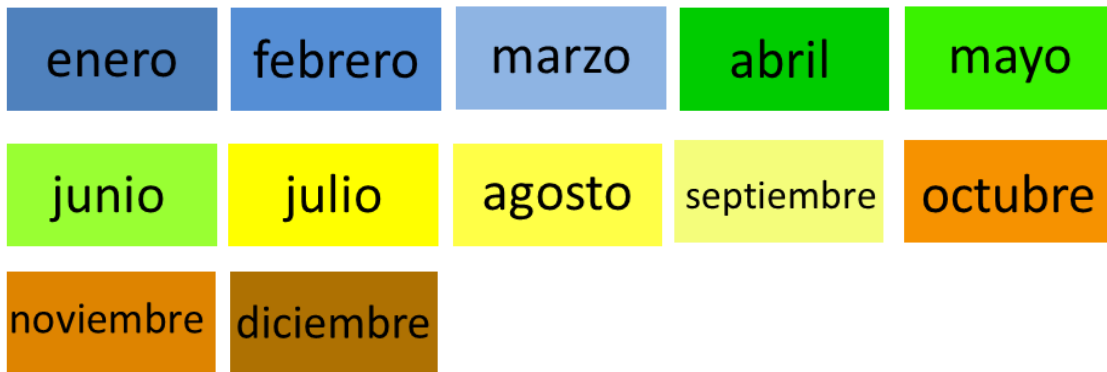 enero febrero marzo abril mayo
junio julio agosto septiembre octubre
noviembre diciembre